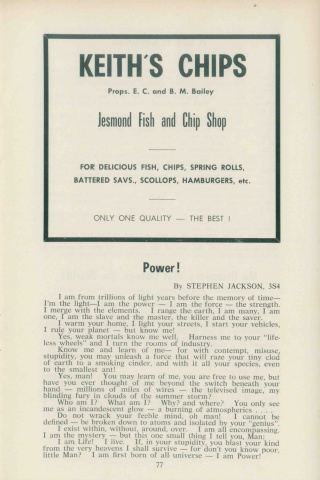 KEITH'S CHIPS
Props. E. C. and B. M. Bailey
Jesmond Fish and Chip Shop
FOR DELICIOUS FISH, CHIPS, SPRING ROLLS,
BATTERED SAVS., SCOLLOPS, HAMBURGERS, etc.
ONLY ONE QUALITY — THE BEST !
Power!
By STEPHEN JACKSON, 3S4
I am from trillions of light years before the memory of time—
I'm the light—I am the power — I am the force — the strength.
I merge with the elements. I range the earth, I am many, I am
one, I am the slave and the master, the killer and the saver.
I warm your home, I light your streets, I start your vehicles,
I rule your planet — but know me!
Yes, weak mortals know me well. Harness me to your "life-
less wheels" and I turn the rooms of industry.
Know me and learn of me— for with contempt, misuse,
stupidity, you may unleash a force that will raze your tiny clod
of earth to a smoking cinder, and with it all your species, even
to the smallest ant!
Yes, man! You may learn of me, you are free to use me, but
have you ever thought of me beyond the switch beneath your
hand — millions of miles of wires — the televised image, my
blinding fury in clouds of the summer storm?
Who am I? What am I? Why? and where? You only see
me as an incandescent glow — a burning of atmospherics . . . .
Do not wrack your feeble mind, oh man! I cannot be
defined — be broken down to atoms and isolated by your "genius".
I exist within, without, around, over. I am all encompassing.
I am the mystery — but this one small thing I tell you, Man:
I am Life! I live. If, in your stupidity, you blast your kind
from the very heavens I shall survive — for don't you know poor,
little Man? I am first born of all universe — I am Power!
77